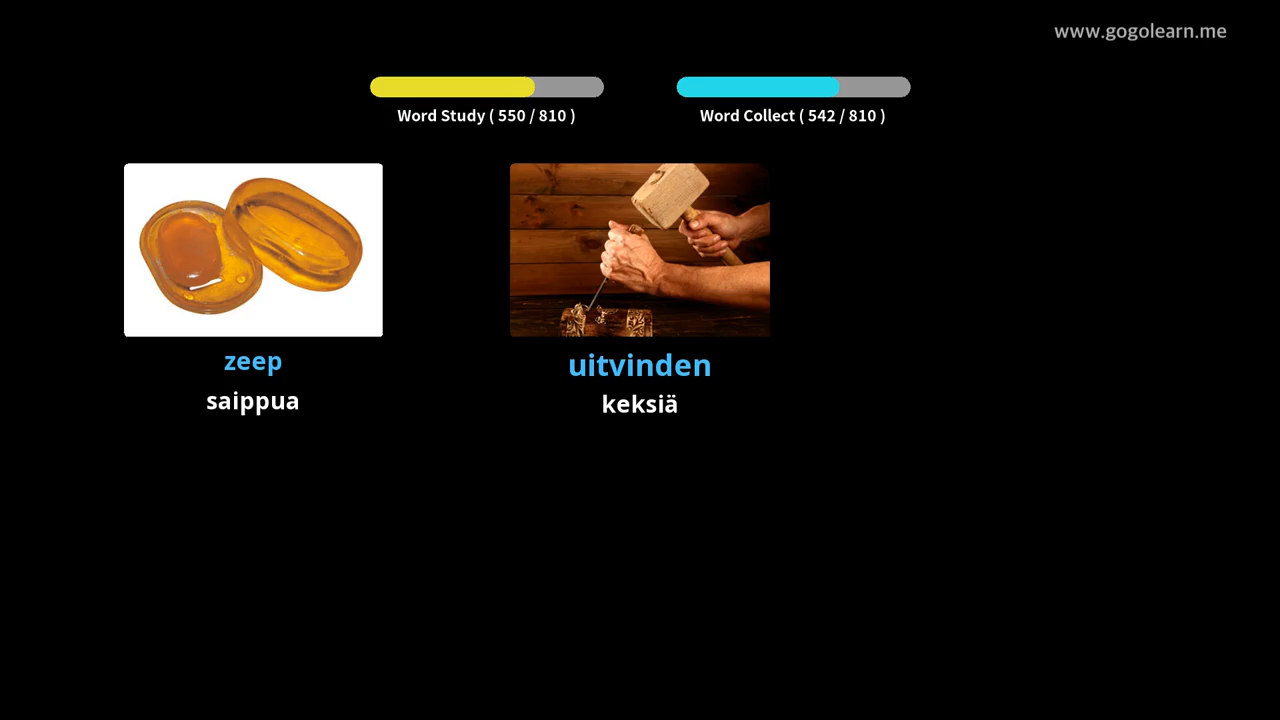 www.gogolearn.me
Word Study ( 550 / 810 )
Word Collect ( 542 / 810 )
zeep
saippua
uitvinden
keksiä